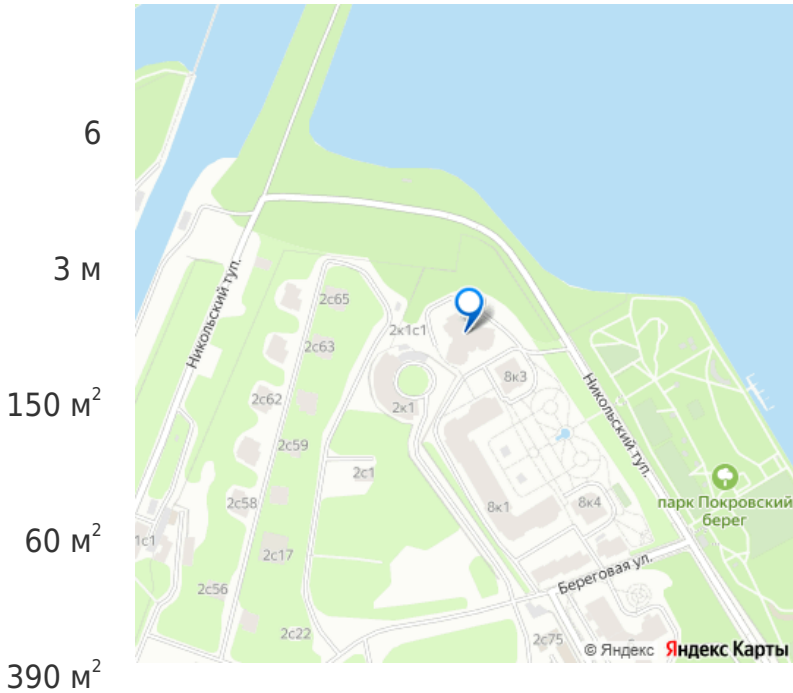 6
3 м
150 м²
60 м²
390 м²
Никольский туп.
2с65
2к1с1
2с63
8к3
2с62
2к1
Никольский туп.
2с59
2с1
2с58
8к1
8к4
парк Покровский
берег
1с1
2с17
2с56
Береговая ул.
2с22
2с75
© Яндекс Яндекс Карты